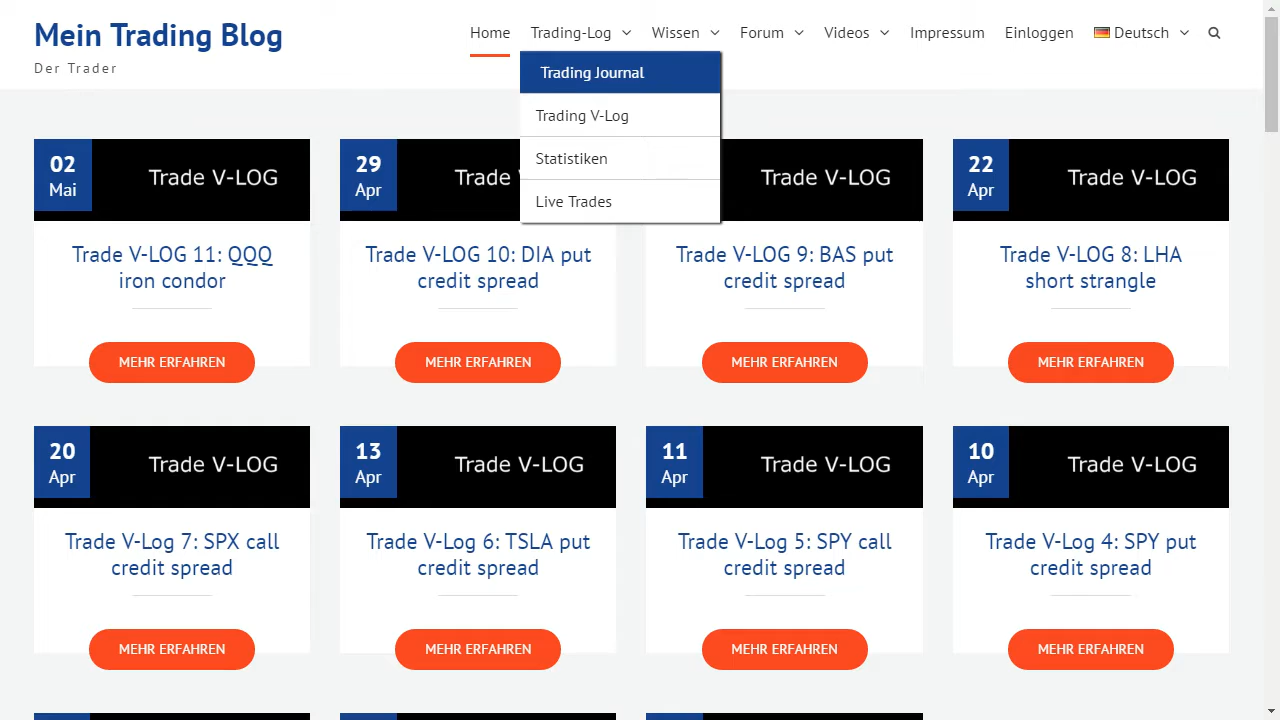 Mein Trading Blog
Der Trader
Home Trading-Log Wissen Forum Videos Impressum Einloggen Deutsch
Trading Journal
Trading V-Log
Statistiken
Live Trades
02
Mai
Trade V-LOG
29
Apr
Trade V
Trade V-LOG
22
Apr
Trade V-LOG
Trade V-LOG 11: QQQ
iron condor
Trade V-LOG 10: DIA put
credit spread
Trade V-LOG 9: BAS put
credit spread
Trade V-LOG 8: LHA
short strangle
MEHR ERFAHREN
MEHR ERFAHREN
MEHR ERFAHREN
MEHR ERFAHREN
20
Apr
Trade V-LOG
13
Apr
Trade V-LOG
11
Apr
Trade V-LOG
10
Apr
Trade V-LOG
Trade V-Log 7: SPX call
credit spread
Trade V-Log 6: TSLA put
credit spread
Trade V-Log 5: SPY call
credit spread
Trade V-Log 4: SPY put
credit spread
MEHR ERFAHREN
MEHR ERFAHREN
MEHR ERFAHREN
MEHR ERFAHREN